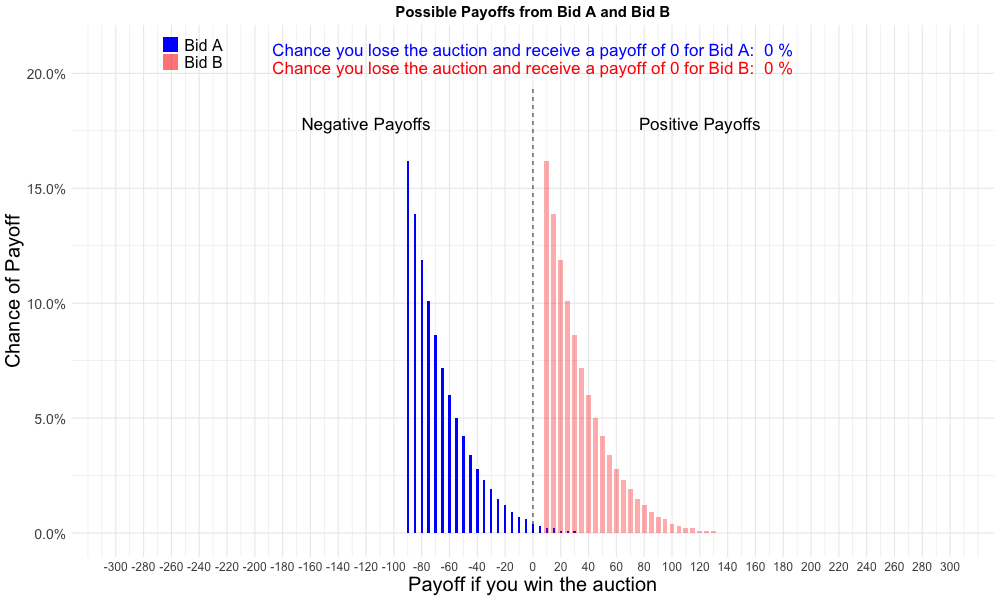 Possible Payoffs from Bid A and Bid B
Bid A
Bid B
Chance you lose the auction and receive a payoff of 0 for Bid A:  0 %
Chance you lose the auction and receive a payoff of 0 for Bid B:  0 %
Negative Payoffs
Positive Payoffs
Chance of Payoff
20.0%
15.0%
10.0%
5.0%
0.0%
-300 -280 -260 -240 -220 -200 -180 -160 -140 -120 -100 -80 -60 -40 -20 0 20 40 60 80 100 120 140 160 180 200 220 240 260 280 300
Payoff if you win the auction